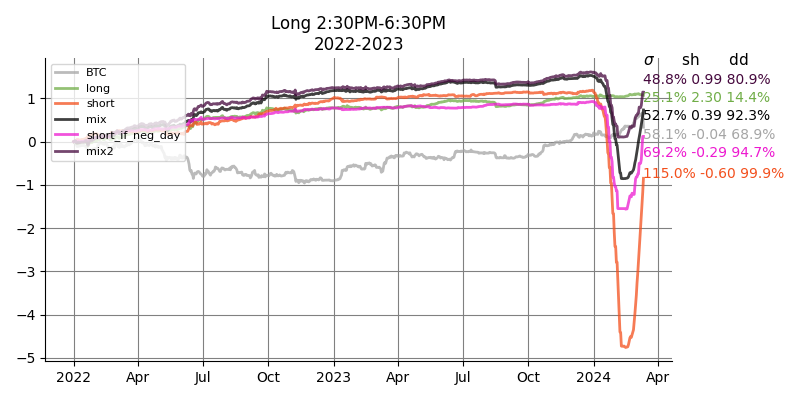 Long 2:30PM-6:30PM
2022-2023
σ sh dd
BTC
long
short
mix
short_if_neg_day
mix2
48.8% 0.99 80.9%
25.1% 2.30 14.4%
52.7% 0.39 92.3%
58.1% -0.04 68.9%
69.2% -0.29 94.7%
115.0% -0.60 99.9%
1
0
−1
−2
−3
−4
−5
2022 Apr Jul Oct 2023 Apr Jul Oct 2024 Apr